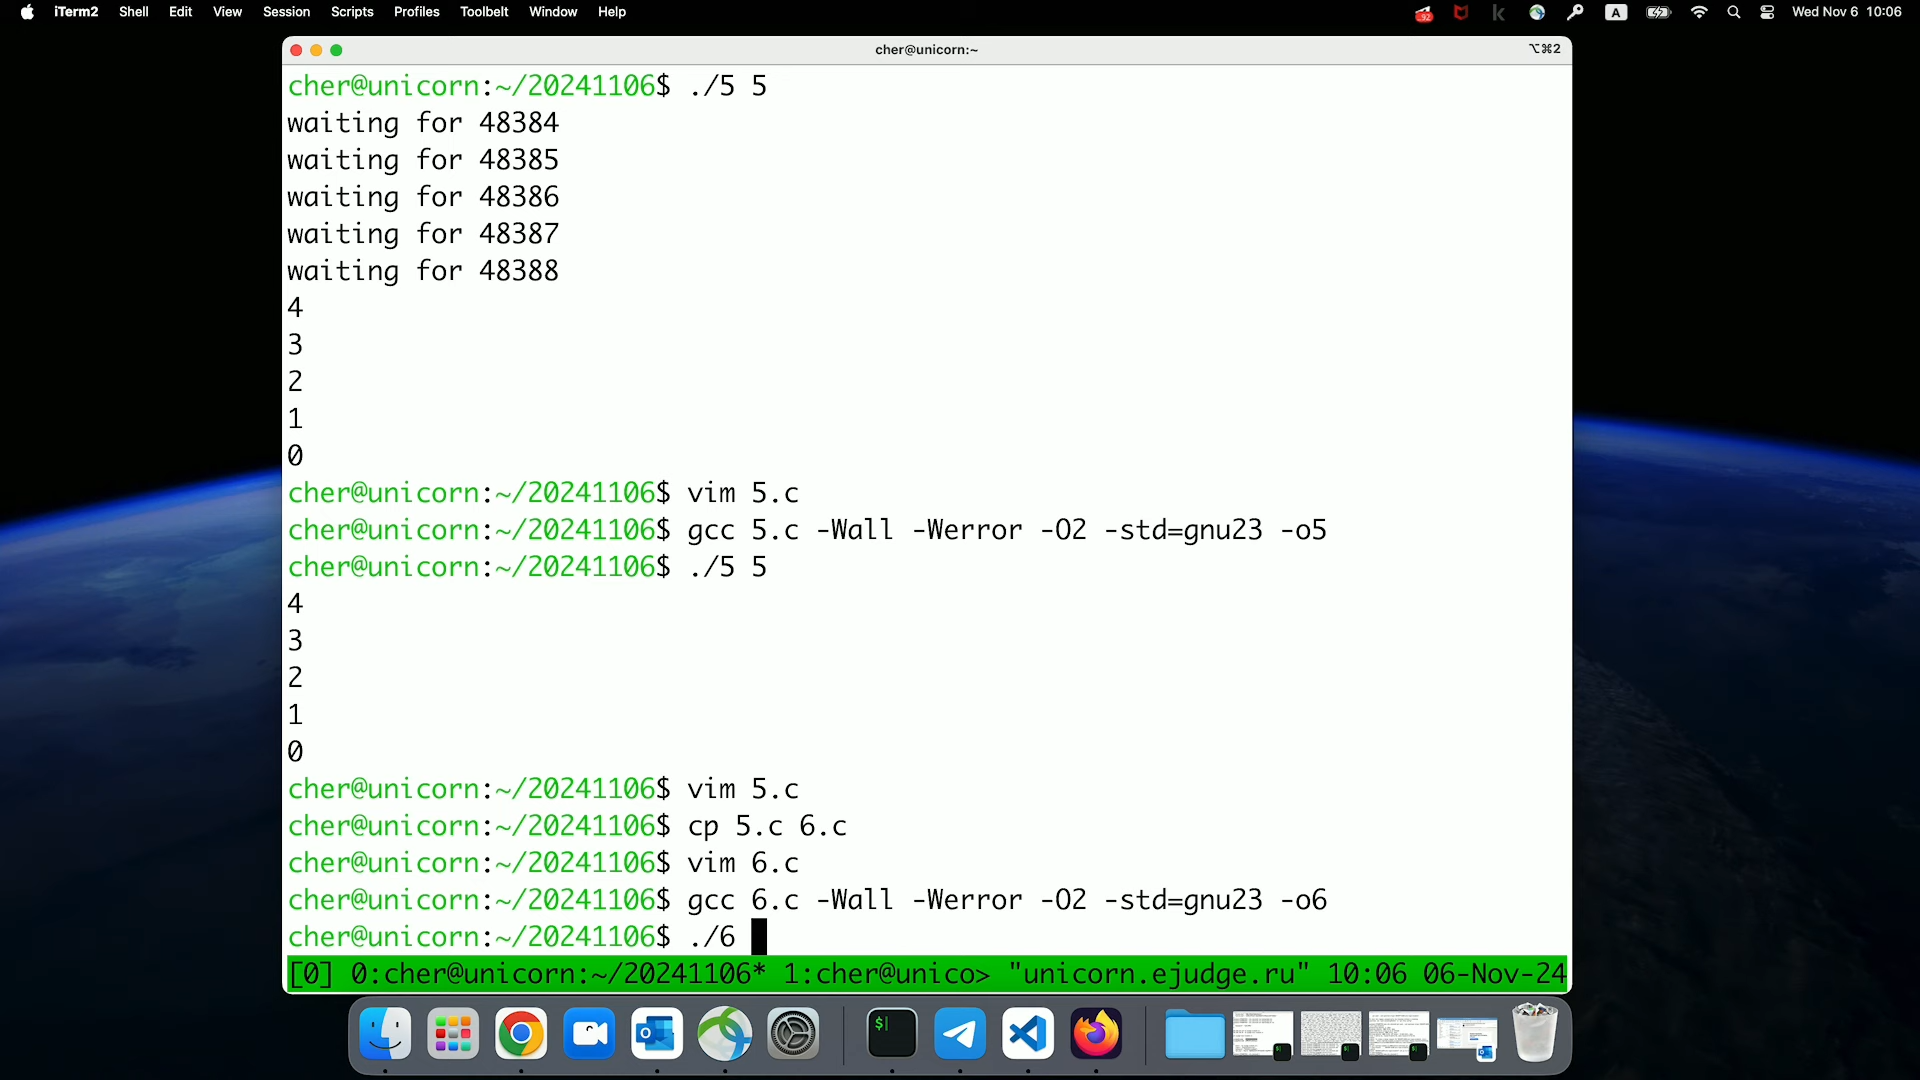 iTerm2 Shell Edit View Session Scripts Profiles Toolbelt Window Help 92 A Wed Nov 6 10:06
cher@unicorn:~ ⌥⌘2
cher@unicorn:~/20241106$ ./5 5
waiting for 48384
waiting for 48385
waiting for 48386
waiting for 48387
waiting for 48388
4
3
2
1
0
cher@unicorn:~/20241106$ vim 5.c
cher@unicorn:~/20241106$ gcc 5.c -Wall -Werror -O2 -std=gnu23 -o5
cher@unicorn:~/20241106$ ./5 5
4
3
2
1
0
cher@unicorn:~/20241106$ vim 5.c
cher@unicorn:~/20241106$ cp 5.c 6.c
cher@unicorn:~/20241106$ vim 6.c
cher@unicorn:~/20241106$ gcc 6.c -Wall -Werror -O2 -std=gnu23 -o6
cher@unicorn:~/20241106$ ./6
[0] 0:cher@unicorn:~/20241106* 1:cher@unico> "unicorn.ejudge.ru" 10:06 06-Nov-24